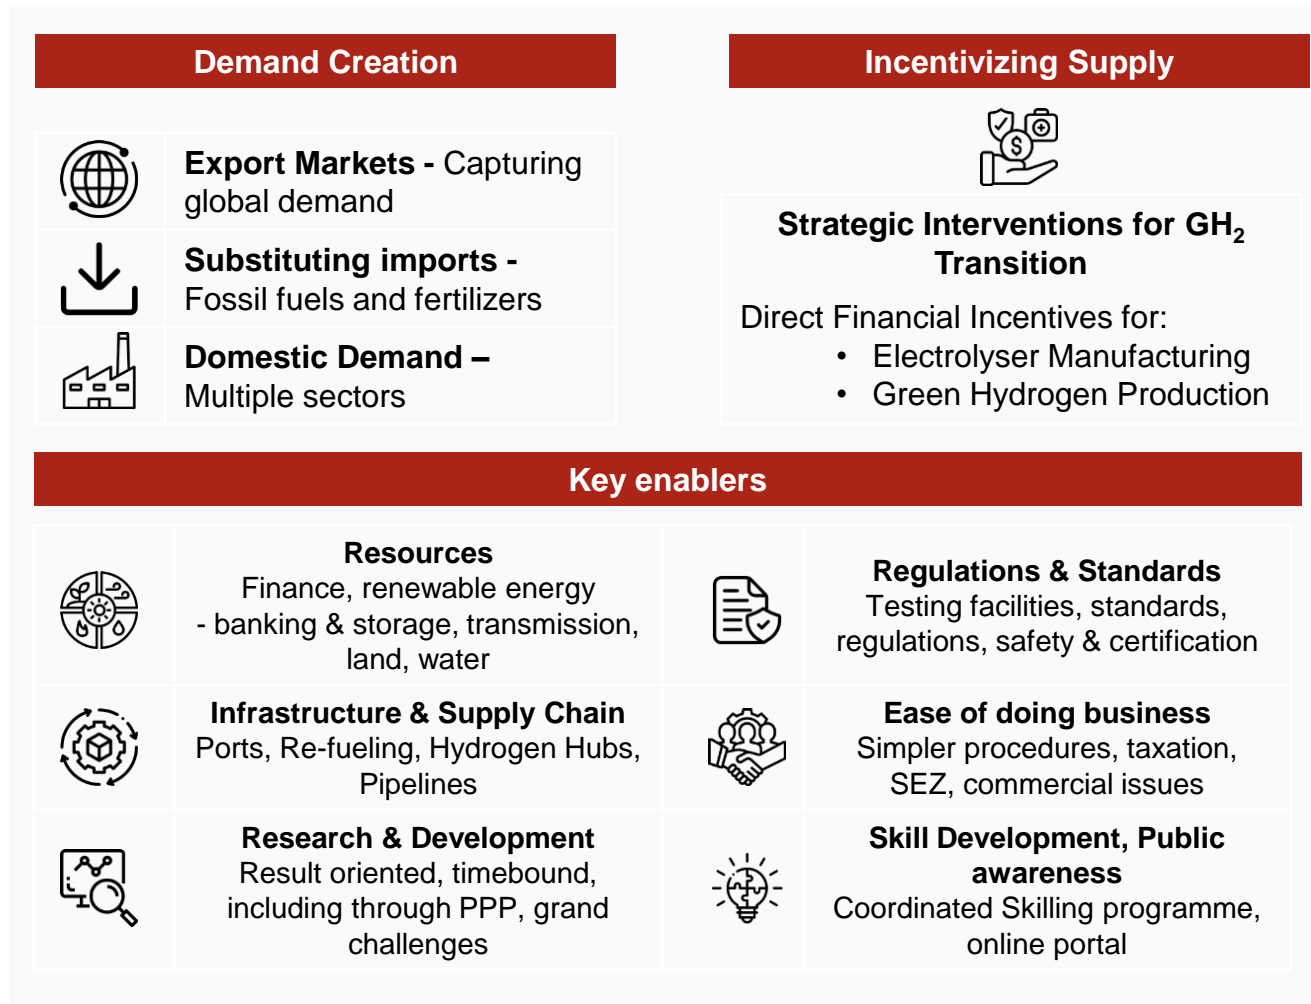 Demand Creation
Export Markets - Capturing
global demand
Substituting imports -
Fossil fuels and fertilizers
Domestic Demand –
Multiple sectors
Incentivizing Supply
$
Strategic Interventions for GH₂
Transition
Direct Financial Incentives for:
• Electrolyser Manufacturing
• Green Hydrogen Production
Key enablers
Resources
Finance, renewable energy
- banking & storage, transmission,
land, water
Regulations & Standards
Testing facilities, standards,
regulations, safety & certification
Infrastructure & Supply Chain
Ports, Re-fueling, Hydrogen Hubs,
Pipelines
Ease of doing business
Simpler procedures, taxation,
SEZ, commercial issues
Research & Development
Result oriented, timebound,
including through PPP, grand
challenges
Skill Development, Public
awareness
Coordinated Skilling programme,
online portal